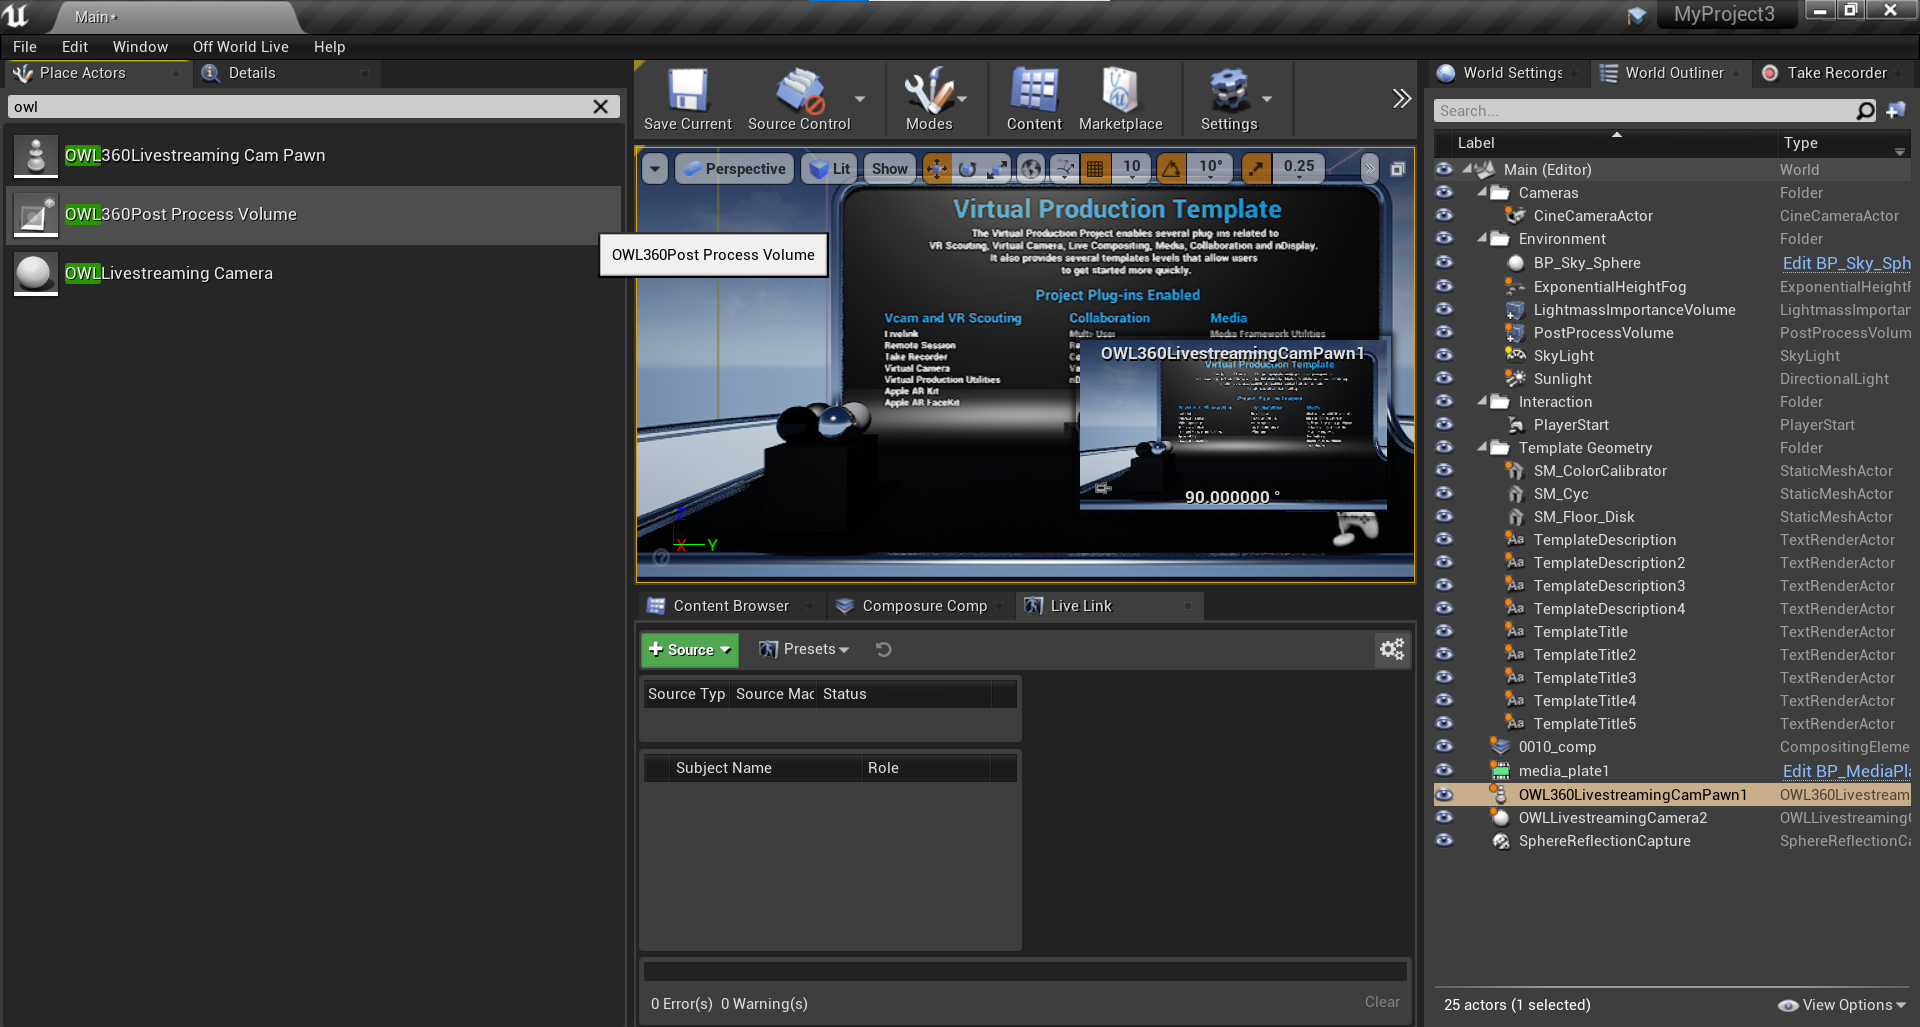 Main*
MyProject3
File Edit Window Off World Live Help
Place Actors
Details
owl
OWL360Livestreaming Cam Pawn
OWL360Post Process Volume
OWLLivestreaming Camera
OWL360Post Process Volume
Save Current
Source Control
Modes
Content
Marketplace
Settings
Perspective
Lit
Show
10
10°
0.25
Virtual Production Template
The Virtual Production Project enables several plug-ins related to
VR Scouting, Virtual Camera, Live Compositing, Media, Collaboration and nDisplay.
It also provides several templates levels that allow users
to get started more quickly.
Project Plug-ins Enabled
Vcam and VR Scouting
Collaboration
Media
Livelink
Multi-User
Media Framework Utilities
Remote Session
Take Recorder
Virtual Camera
Virtual Production Utilities
Apple AR Kit
Apple AR FaceKit
OWL360LivestreamingCamPawn1
Virtual Production Template
90.000000 °
Z
X
Y
Content Browser
Composure Comp
Live Link
Source
Presets
Source Typ
Source Mac
Status
Subject Name
Role
0 Error(s) 0 Warning(s)
Clear
World Settings
World Outliner
Take Recorder
Search...
Label Type
Main (Editor) World
Cameras Folder
CineCameraActor CineCameraActor
Environment Folder
BP_Sky_Sphere Edit BP_Sky_Sph
ExponentialHeightFog ExponentialHeightF
LightmassImportanceVolume LightmassImportan
PostProcessVolume PostProcessVolum
SkyLight SkyLight
Sunlight DirectionalLight
Interaction Folder
PlayerStart PlayerStart
Template Geometry Folder
SM_ColorCalibrator StaticMeshActor
SM_Cyc StaticMeshActor
SM_Floor_Disk StaticMeshActor
TemplateDescription TextRenderActor
TemplateDescription2 TextRenderActor
TemplateDescription3 TextRenderActor
TemplateDescription4 TextRenderActor
TemplateTitle TextRenderActor
TemplateTitle2 TextRenderActor
TemplateTitle3 TextRenderActor
TemplateTitle4 TextRenderActor
TemplateTitle5 TextRenderActor
0010_comp CompositingEleme
media_plate1 Edit BP_MediaPla
OWL360LivestreamingCamPawn1 OWL360Livestream
OWLLivestreamingCamera2 OWLLivestreamingC
SphereReflectionCapture SphereReflectionCa
25 actors (1 selected)
View Options